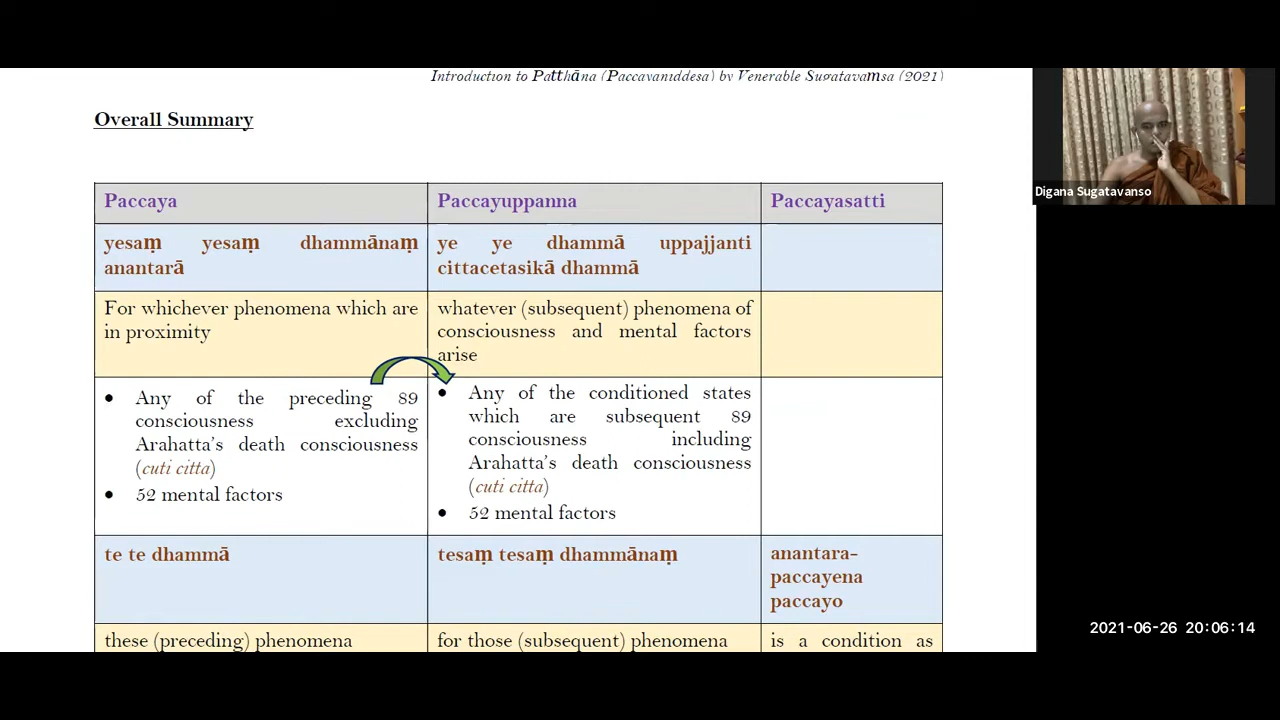 Introduction to Paṭṭhāna (Paccayaniddesa) by Venerable Sugatavaṃsa (2021)
Overall Summary
Digana Sugatavanso
Paccaya
Paccayuppanna
Paccayasatti
yesaṃ yesaṃ dhammānaṃ
anantarā
ye ye dhammā uppajjanti
cittacetasikā dhammā
For whichever phenomena which are
in proximity
whatever (subsequent) phenomena of
consciousness and mental factors
arise
• Any of the preceding 89
consciousness excluding
Arahatta's death consciousness
(cuti citta)
• 52 mental factors
• Any of the conditioned states
which are subsequent 89
consciousness including
Arahatta's death consciousness
(cuti citta)
• 52 mental factors
te te dhammā
tesaṃ tesaṃ dhammānaṃ
anantara-
paccayena
paccayo
these (preceding) phenomena
for those (subsequent) phenomena
is a condition as
2021-06-26 20:06:14